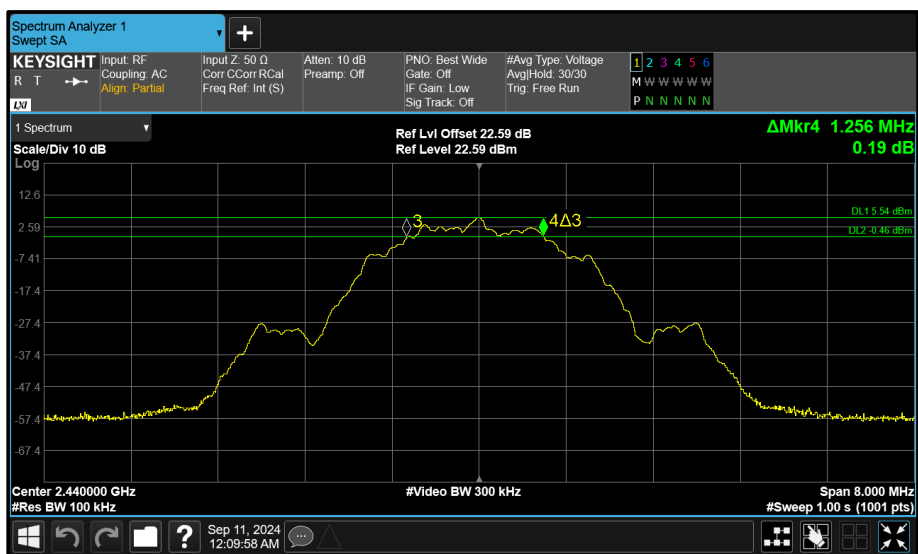 Spectrum Analyzer 1
Swept SA
KEYSIGHT
R T
LXI
Input: RF
Coupling: AC
Align: Partial
Input Z: 50 Ω
Corr CCorr RCal
Freq Ref: Int (S)
Atten: 10 dB
Preamp: Off
PNO: Best Wide
Gate: Off
IF Gain: Low
Sig Track: Off
#Avg Type: Voltage
Avg|Hold: 30/30
Trig: Free Run
1 2 3 4 5 6
M W W W W W
P N N N N N
1 Spectrum
Scale/Div 10 dB
Ref Lvl Offset 22.59 dB
Ref Level 22.59 dBm
ΔMkr4 1.256 MHz
0.19 dB
Log
12.6
2.59
-7.41
-17.4
-27.4
-37.4
-47.4
-57.4
-67.4
3
4Δ3
DL1 5.54 dBm
DL2 -0.46 dBm
Center 2.440000 GHz
#Video BW 300 kHz
Span 8.000 MHz
#Res BW 100 kHz
#Sweep 1.00 s (1001 pts)
?
Sep 11, 2024
12:09:58 AM